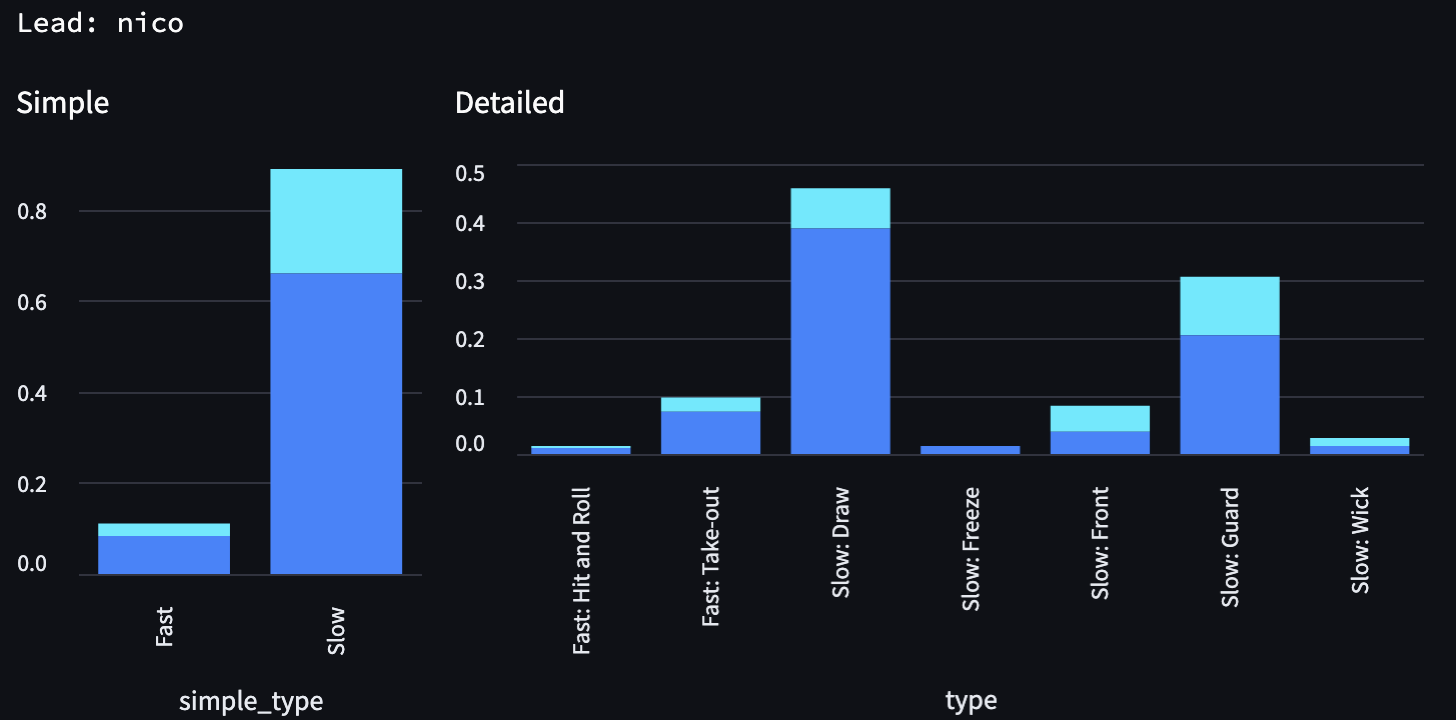 Lead: nico
Simple
0.8
0.6
0.4
0.2
0.0
Fast
Slow
simple_type
Detailed
0.5
0.4
0.3
0.2
0.1
0.0
Fast: Hit and Roll
Fast: Take-out
Slow: Draw
Slow: Freeze
Slow: Front
Slow: Guard
Slow: Wick
type